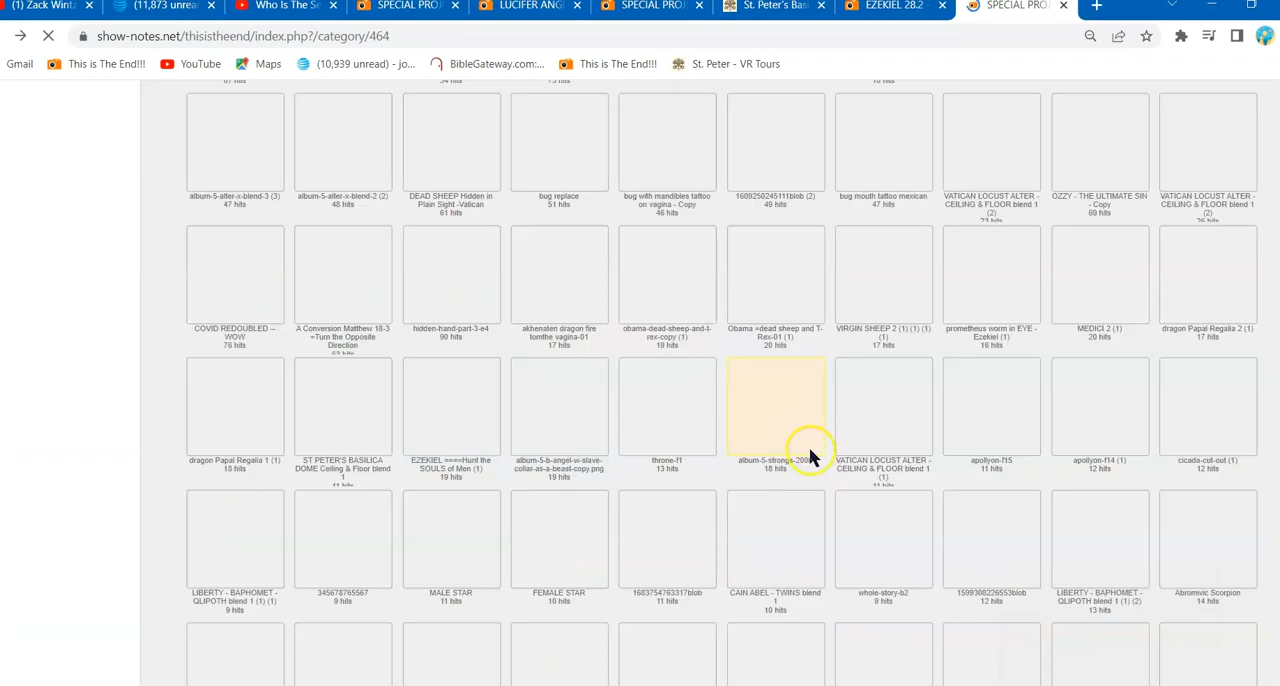 (1) Zack Wint
(11,873 unrea
Who Is The Se
SPECIAL PROJ
LUCIFER ANGE
SPECIAL PROJ
St. Peter's Basi
EZEKIEL 28.2 -
SPECIAL PROJ
show-notes.net/thisistheend/index.php?/category/464
Gmail
This is The End!!!
YouTube
Maps
(10,939 unread) - jo...
BibleGateway.com:...
This is The End!!!
St. Peter - VR Tours
album-5-alter-x-blend-3 (3)
47 hits
album-5-alter-x-blend-2 (2)
48 hits
DEAD SHEEP Hidden in
Plain Sight -Vatican
61 hits
bug replace
51 hits
bug with mandibles tattoo
on vagina - Copy
46 hits
1609250245111blob (2)
49 hits
bug mouth tattoo mexican
47 hits
VATICAN LOCUST ALTER -
CEILING & FLOOR blend 1
(2)
23 hits
OZZY - THE ULTIMATE SIN
- Copy
69 hits
VATICAN LOCUST ALTER -
CEILING & FLOOR blend 1
(2)
26 hits
COVID REDOUBLED --
WOW
76 hits
A Conversion Matthew 18-3
=Turn the Opposite
Direction
hidden-hand-part-3-e4
90 hits
akhenaten dragon fire
tomthe vagina-01
17 hits
obama-dead-sheep-and-t-
rex-copy (1)
19 hits
Obama =dead sheep and T-
Rex-01 (1)
20 hits
VIRGIN SHEEP 2 (1) (1) (1)
(1)
17 hits
prometheus worm in EYE -
Ezekiel (1)
16 hits
MEDICI 2 (1)
20 hits
dragon Papal Regalia 2 (1)
17 hits
dragon Papal Regalia 1 (1)
18 hits
ST PETER'S BASILICA
DOME Ceiling & Floor blend
1
11 hits
EZEKIEL ====Hunt the
SOULS of Men (1)
19 hits
album-5-b-angel-w-slave-
collar-as-a-beast-copy.png
19 hits
throne-f1
13 hits
album-5-strongs-200
18 hits
VATICAN LOCUST ALTER -
CEILING & FLOOR blend 1
(1)
11 hits
apollyon-f15
11 hits
apollyon-f14 (1)
12 hits
cicada-cut-out (1)
12 hits
LIBERTY - BAPHOMET -
QLIPOTH blend 1 (1) (1)
9 hits
345678765567
9 hits
MALE STAR
11 hits
FEMALE STAR
10 hits
1683754763317blob
11 hits
CAIN ABEL - TWINS blend
1
10 hits
whole-story-b2
9 hits
1599308226553blob
12 hits
LIBERTY - BAPHOMET -
QLIPOTH blend 1 (1) (2)
13 hits
Abromivic Scorpion
14 hits